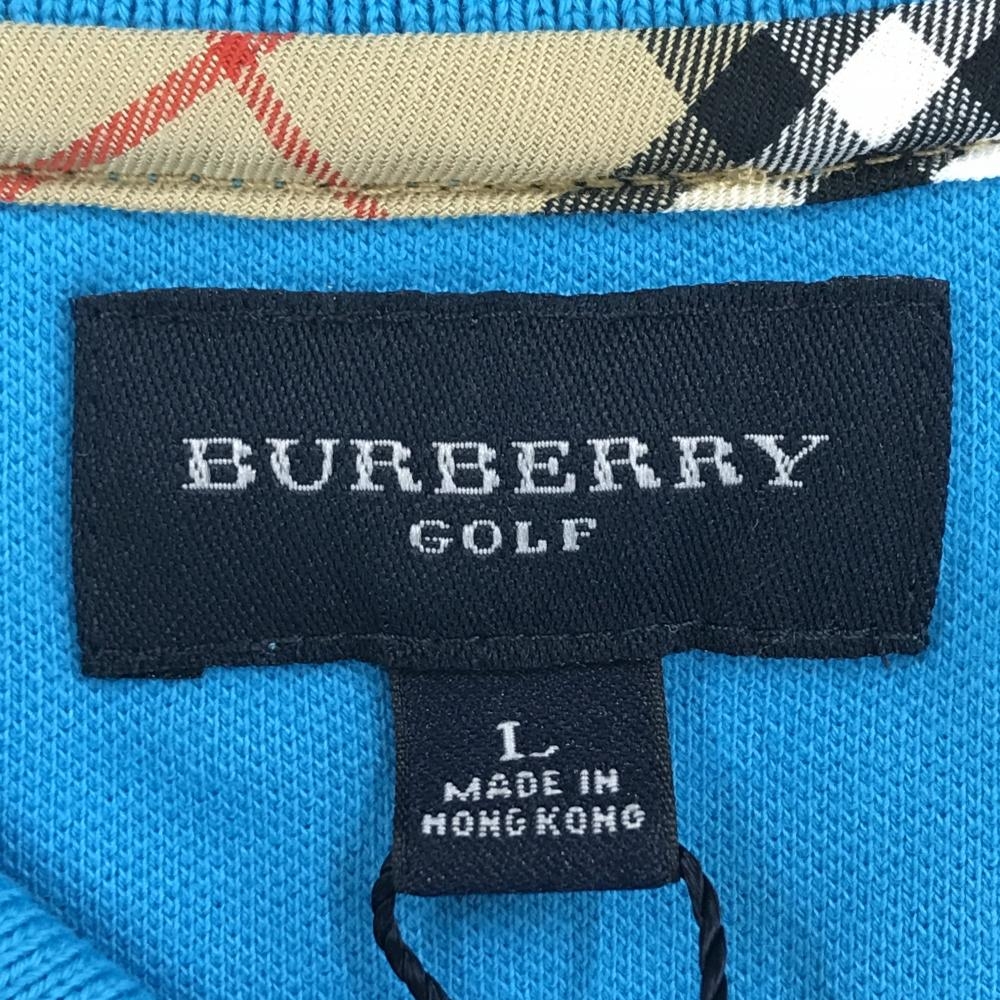 BURBERRY
GOLF
L
MADE IN
HONG KONG